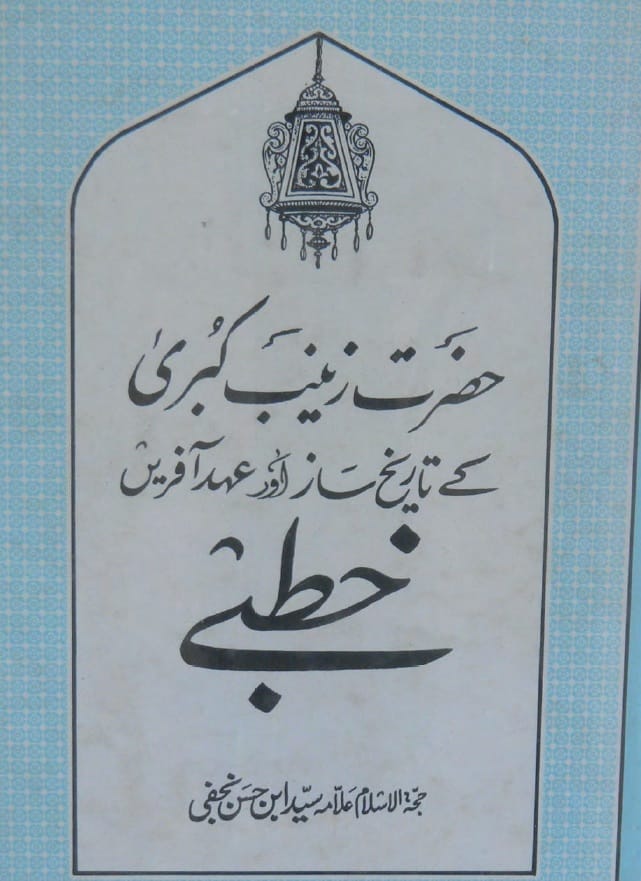 حضرت زینب کبریٰ
کے تاریخ ساز اور عہد آفریں
خطبے
حجۃ الاسلام علامہ سید ابن حسن نجفی